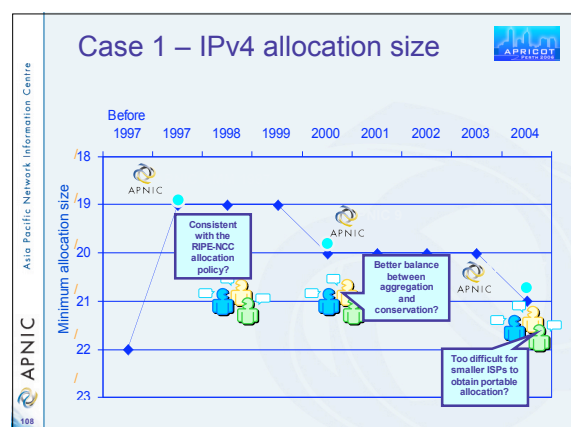 Case 1 – IPv4 allocation size
APRICOT
PERTH 2006
Asia Pacific Network Information Centre
APNIC
108
Before
1997 1997 1998 1999 2000 2001 2002 2003 2004
Minimum allocation size
/18
/19
/20
/21
/22
/23
APNIC
Consistent
with the
RIPE-NCC
allocation
policy?
APNIC
Better balance
between
aggregation
and
conservation?
APNIC
Too difficult for
smaller ISPs to
obtain portable
allocation?